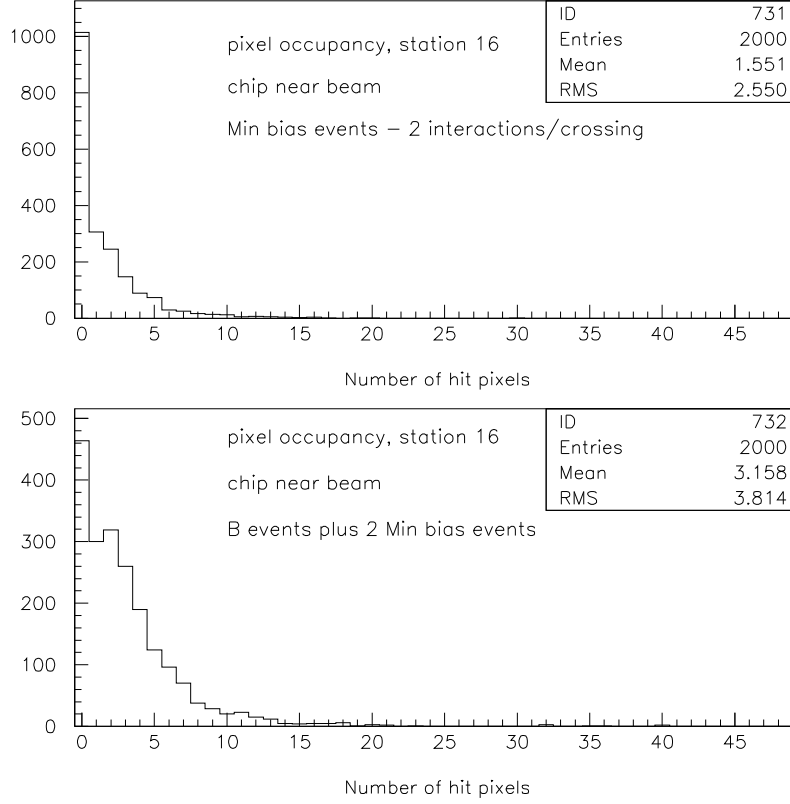 ID 731
Entries 2000
Mean 1.551
RMS 2.550
pixel occupancy, station 16
chip near beam
Min bias events - 2 interactions/crossing
1000
800
600
400
200
0
0 5 10 15 20 25 30 35 40 45
Number of hit pixels
ID 732
Entries 2000
Mean 3.158
RMS 3.814
pixel occupancy, station 16
chip near beam
B events plus 2 Min bias events
500
400
300
200
100
0
0 5 10 15 20 25 30 35 40 45
Number of hit pixels